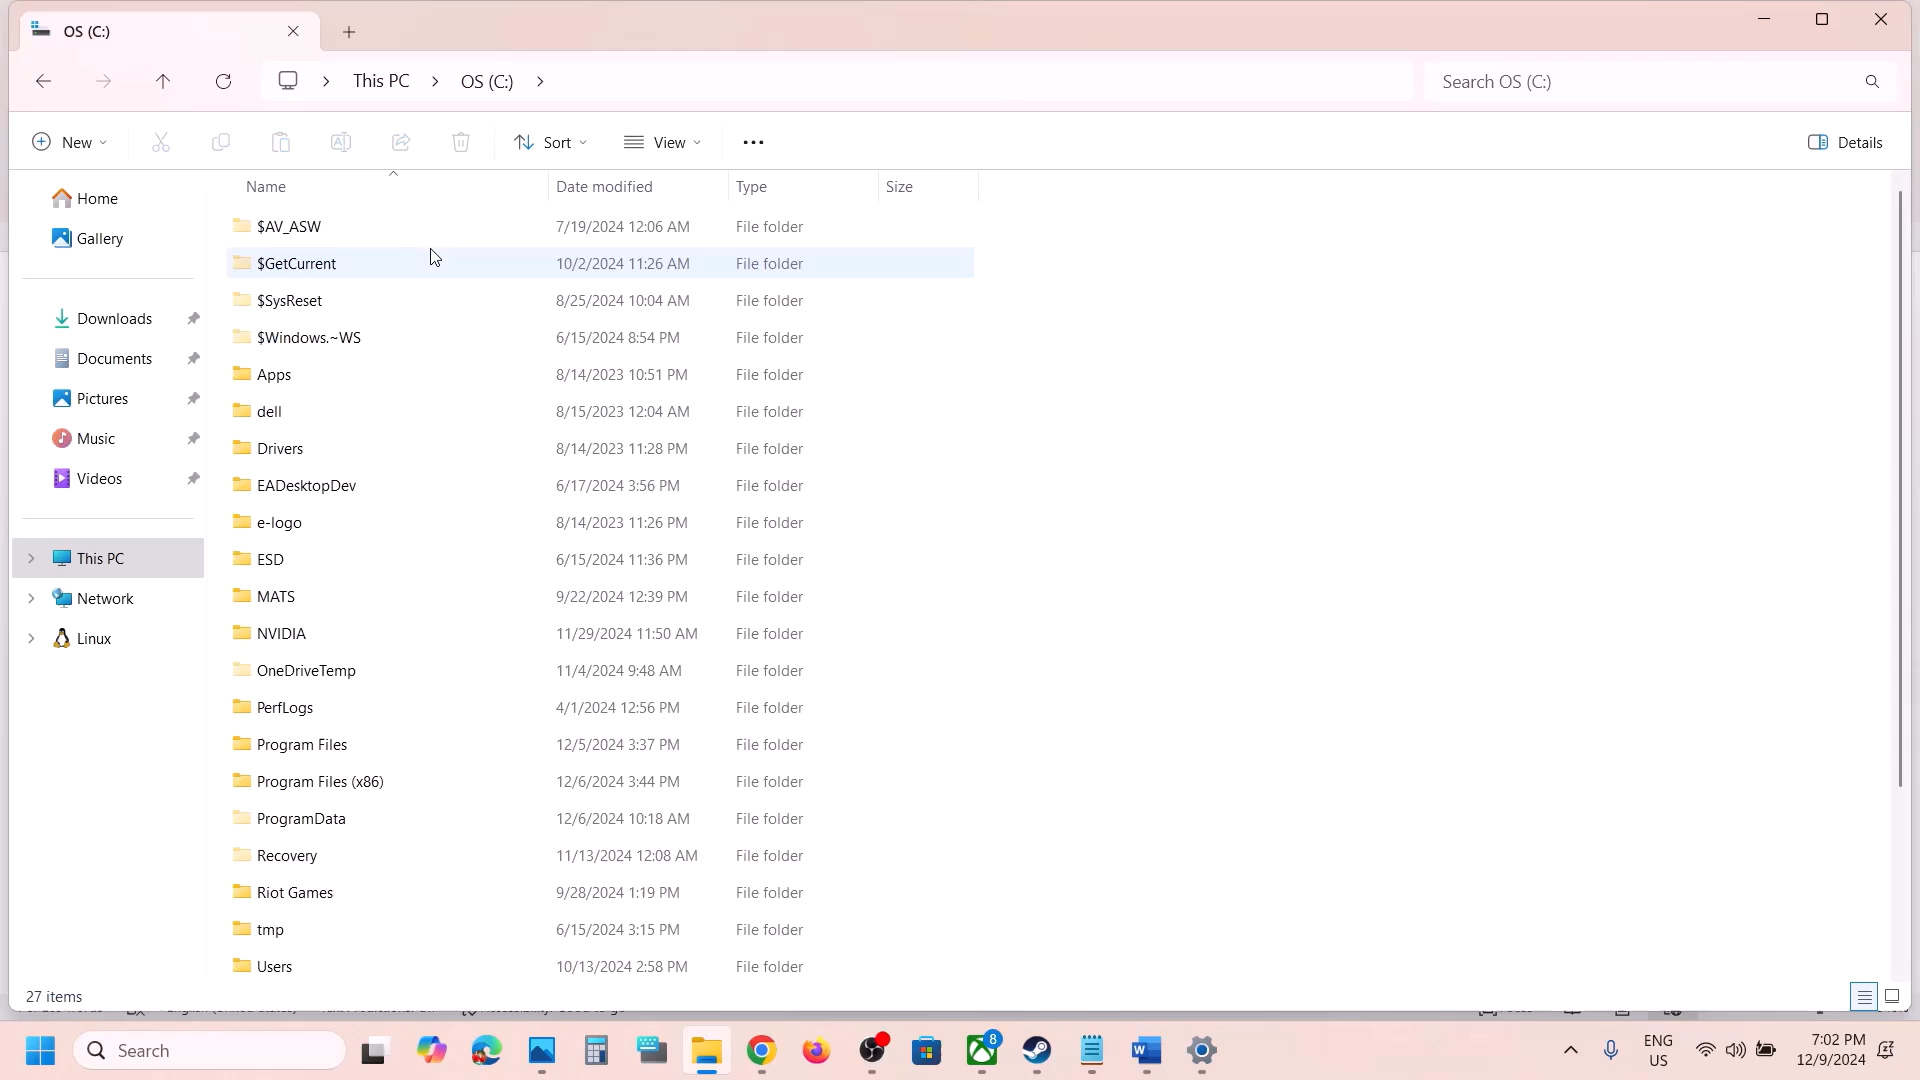 OS (C:)
This PC
OS (C:)
Search OS (C:)
New
Sort
View
Details
Name
Date modified
Type
Size
Home
Gallery
Downloads
Documents
Pictures
Music
Videos
This PC
Network
Linux
$AV_ASW 7/19/2024 12:06 AM File folder
$GetCurrent 10/2/2024 11:26 AM File folder
$SysReset 8/25/2024 10:04 AM File folder
$Windows.~WS 6/15/2024 8:54 PM File folder
Apps 8/14/2023 10:51 PM File folder
dell 8/15/2023 12:04 AM File folder
Drivers 8/14/2023 11:28 PM File folder
EADesktopDev 6/17/2024 3:56 PM File folder
e-logo 8/14/2023 11:26 PM File folder
ESD 6/15/2024 11:36 PM File folder
MATS 9/22/2024 12:39 PM File folder
NVIDIA 11/29/2024 11:50 AM File folder
OneDriveTemp 11/4/2024 9:48 AM File folder
PerfLogs 4/1/2024 12:56 PM File folder
Program Files 12/5/2024 3:37 PM File folder
Program Files (x86) 12/6/2024 3:44 PM File folder
ProgramData 12/6/2024 10:18 AM File folder
Recovery 11/13/2024 12:08 AM File folder
Riot Games 9/28/2024 1:19 PM File folder
tmp 6/15/2024 3:15 PM File folder
Users 10/13/2024 2:58 PM File folder
27 items
Search
8
ENG
US
7:02 PM
12/9/2024